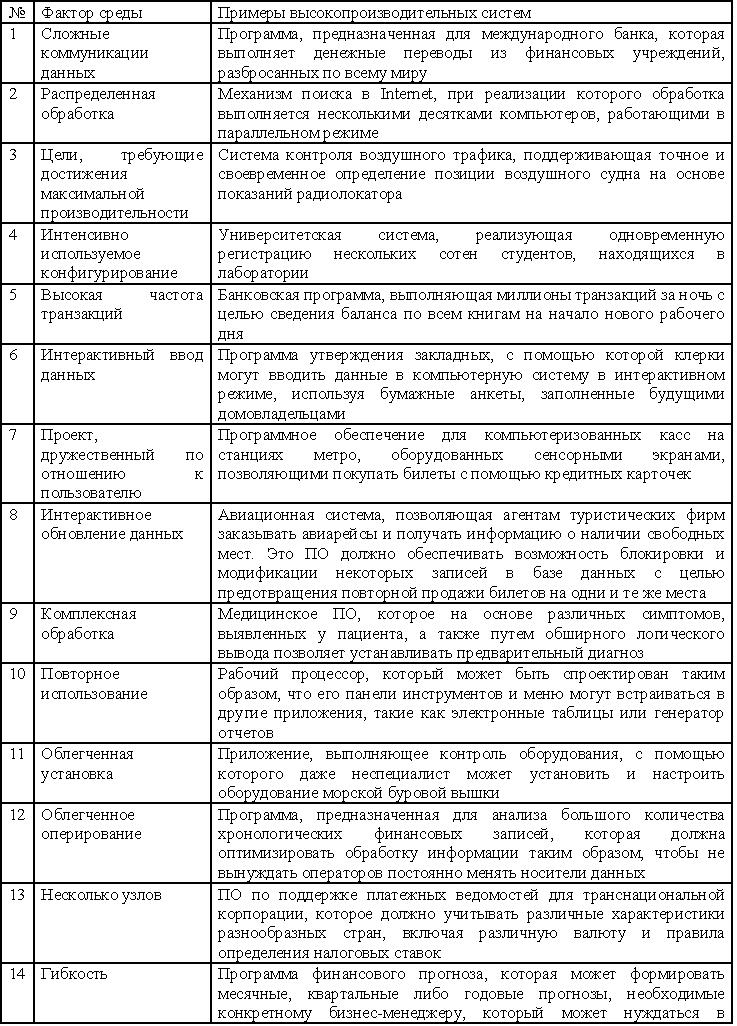 № Фактор среды Примеры высокопроизводительных систем
1 Сложные Программа, предназначенная для международного банка, которая
коммуникации выполняет денежные переводы из финансовых учреждений,
данных разбросанных по всему миру
2 Распределенная Механизм поиска в Internet, при реализации которого обработка
обработка выполняется несколькими десятками компьютеров, работающими в
параллельном режиме
3 Цели, требующие Система контроля воздушного трафика, поддерживающая точное и
достижения своевременное определение позиции воздушного судна на основе
максимальной показаний радиолокатора
производительности
4 Интенсивно Университетская система, реализующая одновременную
используемое регистрацию нескольких сотен студентов, находящихся в
конфигурирование лаборатории
5 Высокая частота Банковская программа, выполняющая миллионы транзакций за ночь с
транзакций целью сведения баланса по всем книгам на начало нового рабочего
дня
6 Интерактивный ввод Программа утверждения закладных, с помощью которой клерки
данных могут вводить данные в компьютерную систему в интерактивном
режиме, используя бумажные анкеты, заполненные будущими
домовладельцами
7 Проект, Программное обеспечение для компьютеризованных касс на
дружественный по станциях метро, оборудованных сенсорными экранами,
отношению к позволяющими покупать билеты с помощью кредитных карточек
пользователю
8 Интерактивное Авиационная система, позволяющая агентам туристических фирм
обновление данных заказывать авиарейсы и получать информацию о наличии свободных
мест. Это ПО должно обеспечивать возможность блокировки и
модификации некоторых записей в базе данных с целью
предотвращения повторной продажи билетов на одни и те же места
9 Комплексная Медицинское ПО, которое на основе различных симптомов,
обработка выявленных у пациента, а также путем обширного логического
вывода позволяет устанавливать предварительный диагноз
10 Повторное Рабочий процессор, который может быть спроектирован таким
использование образом, что его панели инструментов и меню могут встраиваться в
другие приложения, такие как электронные таблицы или генератор
отчетов
11 Облегченная Приложение, выполняющее контроль оборудования, с помощью
установка которого даже неспециалист может установить и настроить
оборудование морской буровой вышки
12 Облегченное Программа, предназначенная для анализа большого количества
оперирование хронологических финансовых записей, которая должна
оптимизировать обработку информации таким образом, чтобы не
вынуждать операторов постоянно менять носители данных
13 Несколько узлов ПО по поддержке платежных ведомостей для транснациональной
корпорации, которое должно учитывать различные характеристики
разнообразных стран, включая различную валюту и правила
определения налоговых ставок
14 Гибкость Программа финансового прогноза, которая может формировать
месячные, квартальные либо годовые прогнозы, необходимые
конкретному бизнес-менеджеру, который может нуждаться в